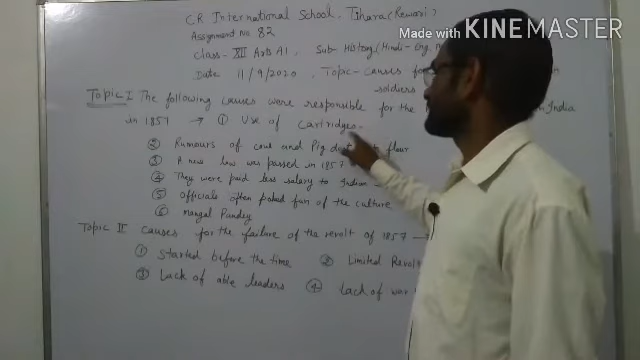 CR International School, Tihara (Rewari)
Made with KINEMASTER
Assignment No 82
Class - XII Arts A1 Sub- History (Hindi - Eng
Date 11/9/2020, Topic - causes fo
soldiers
Topic I The following causes were responsible for the India
in 1857 → ① Use of Cartridges -
② Rumours of cow and Pig flour
③ A new law was passed in 1857
④ They were paid less salary to Indian
⑤ officials often poked fun of the culture
⑥ Mangal Pandey
Topic II Causes for the failure of the revolt of 1857 →
① Started before the time ② Limited Revol
③ Lack of able leaders ④ Lack of